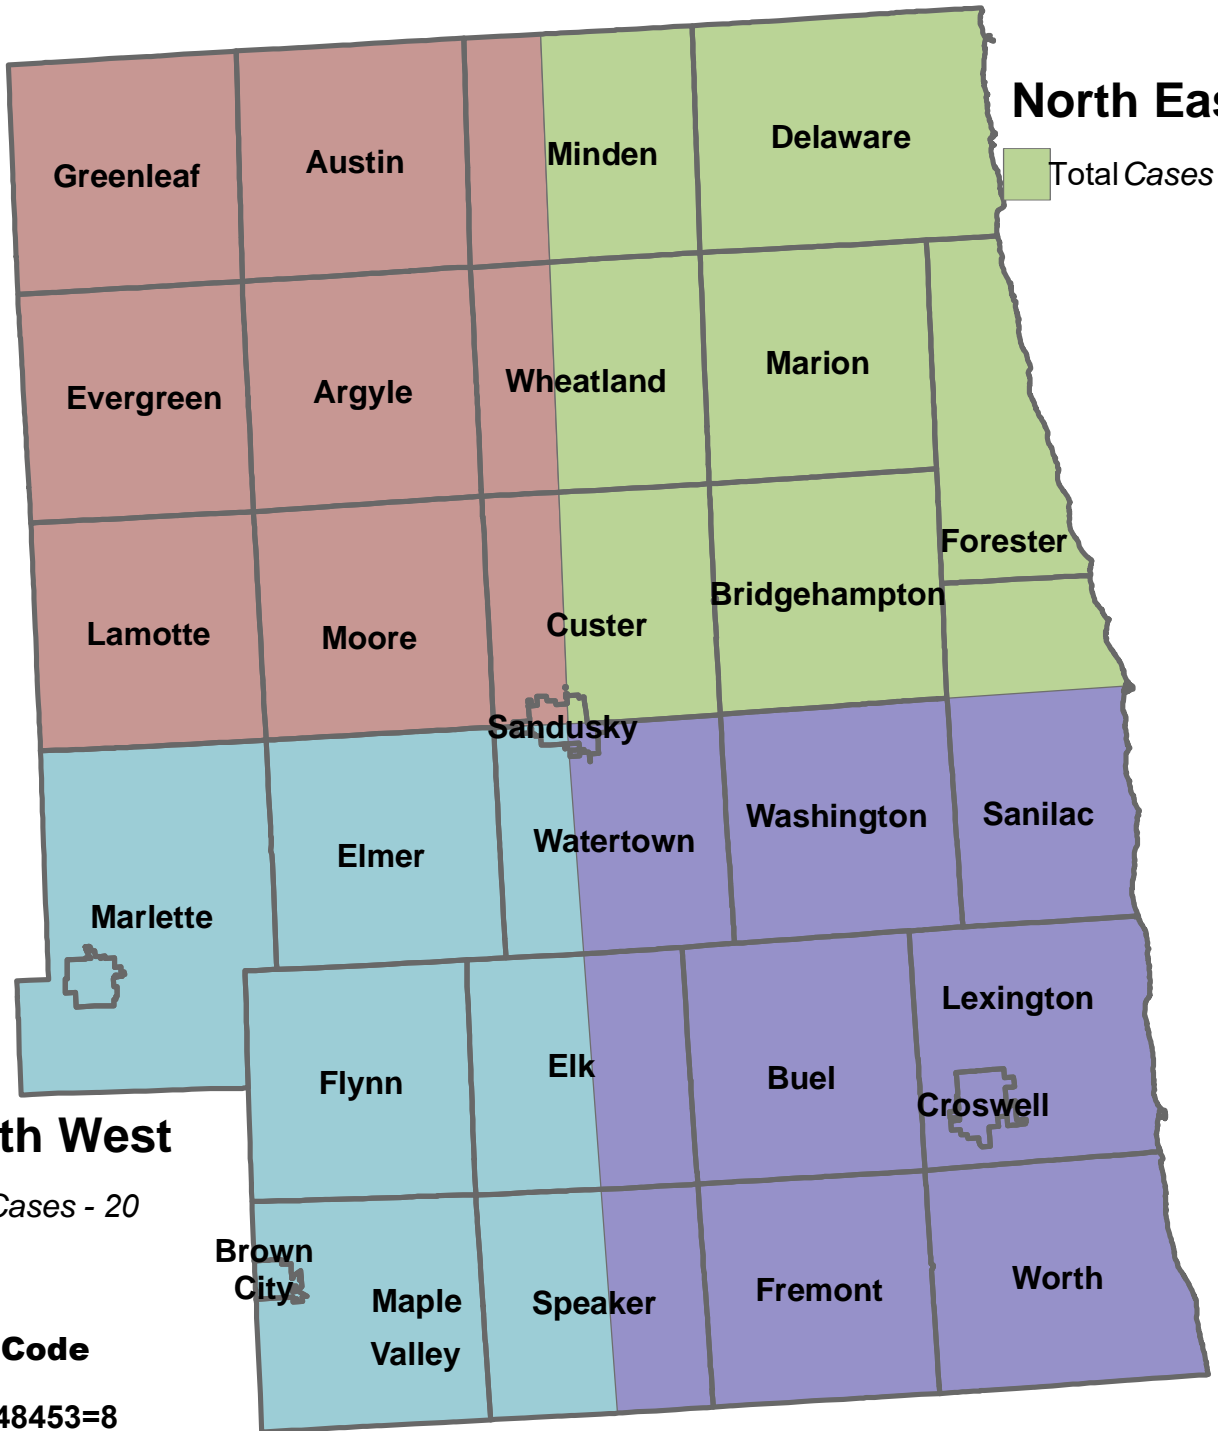 North Eas
Total Cases
Delaware
Minden
Austin
Greenleaf
Marion
Wheatland
Argyle
Evergreen
Forester
Bridgehampton
Custer
Lamotte
Moore
Sandusky
Sanilac
Washington
Watertown
Elmer
Marlette
Lexington
Elk
Buel
Flynn
Croswell
th West
Cases - 20
Brown
City
Worth
Fremont
Maple
Valley
Speaker
Code
48453=8